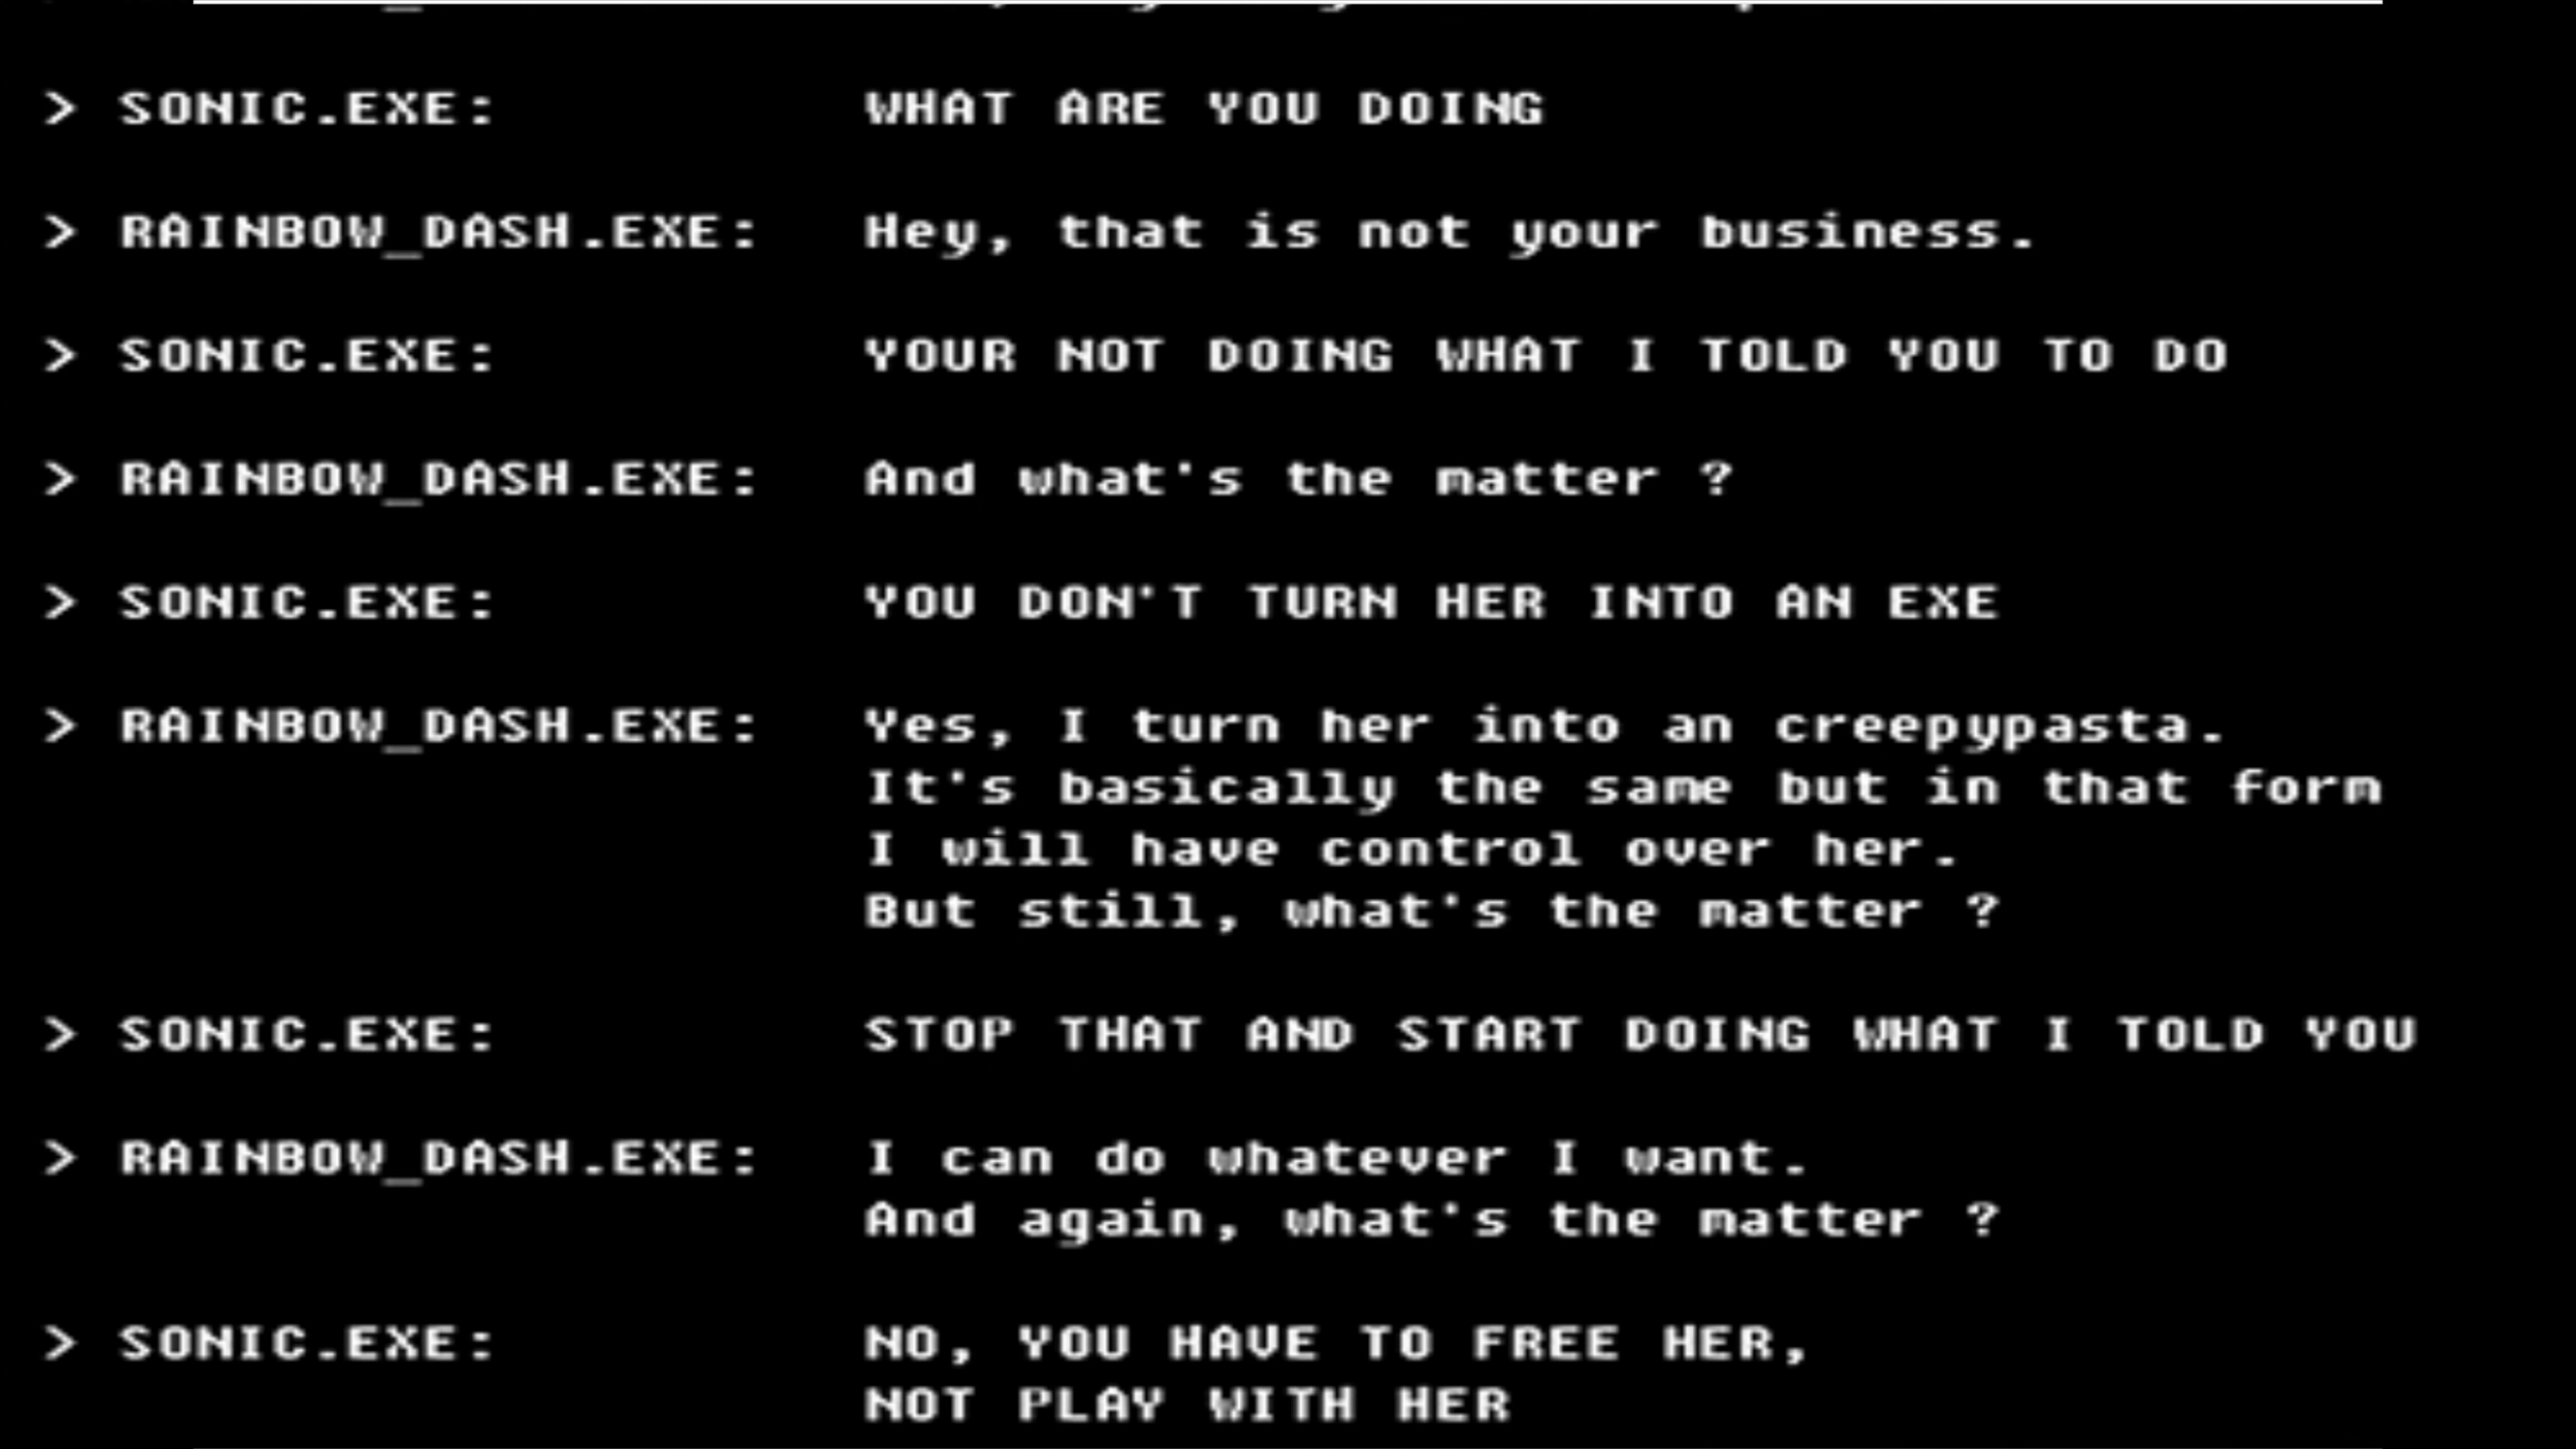 > SONIC.EXE: WHAT ARE YOU DOING
> RAINBOW_DASH.EXE: Hey, that is not your business.
> SONIC.EXE: YOUR NOT DOING WHAT I TOLD YOU TO DO
> RAINBOW_DASH.EXE: And what's the matter ?
> SONIC.EXE: YOU DON'T TURN HER INTO AN EXE
> RAINBOW_DASH.EXE: Yes, I turn her into an creepypasta.
It's basically the same but in that form
I will have control over her.
But still, what's the matter ?
> SONIC.EXE: STOP THAT AND START DOING WHAT I TOLD YOU
> RAINBOW_DASH.EXE: I can do whatever I want.
And again, what's the matter ?
> SONIC.EXE: NO, YOU HAVE TO FREE HER,
NOT PLAY WITH HER